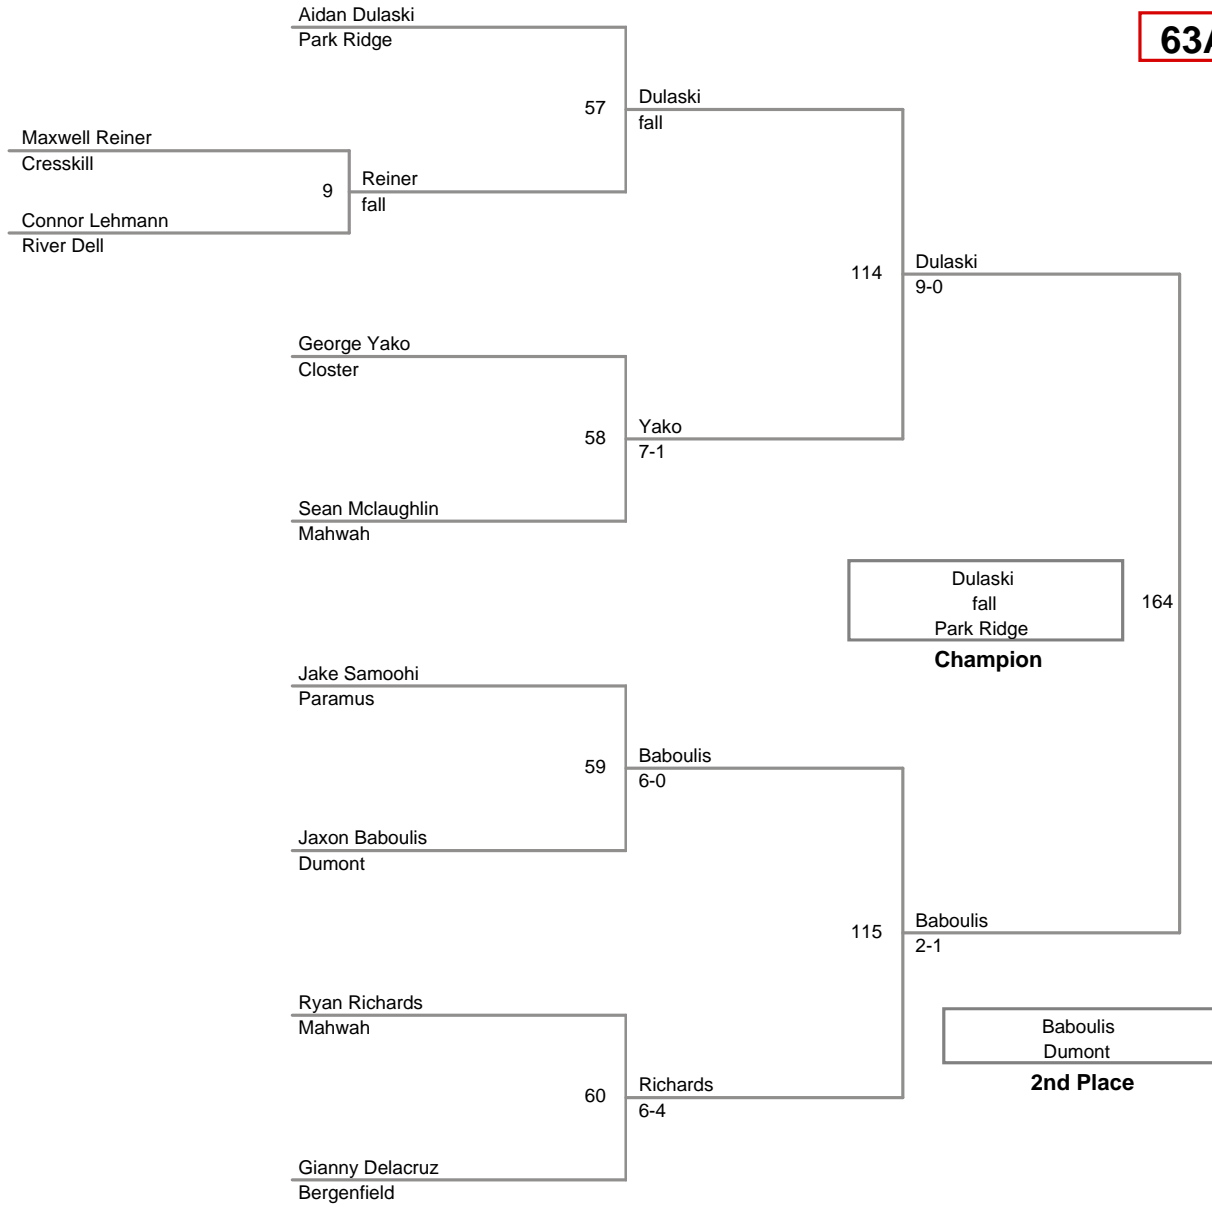 Aidan Dulaski
Park Ridge
63A
57
Dulaski
fall
Maxwell Reiner
Cresskill
9
Reiner
fall
Connor Lehmann
River Dell
114
Dulaski
9-0
George Yako
Closter
58
Yako
7-1
Sean Mclaughlin
Mahwah
Dulaski
fall
Park Ridge
164
Champion
Jake Samoohi
Paramus
59
Baboulis
6-0
Jaxon Baboulis
Dumont
115
Baboulis
2-1
Ryan Richards
Mahwah
Baboulis
Dumont
2nd Place
60
Richards
6-4
Gianny Delacruz
Bergenfield